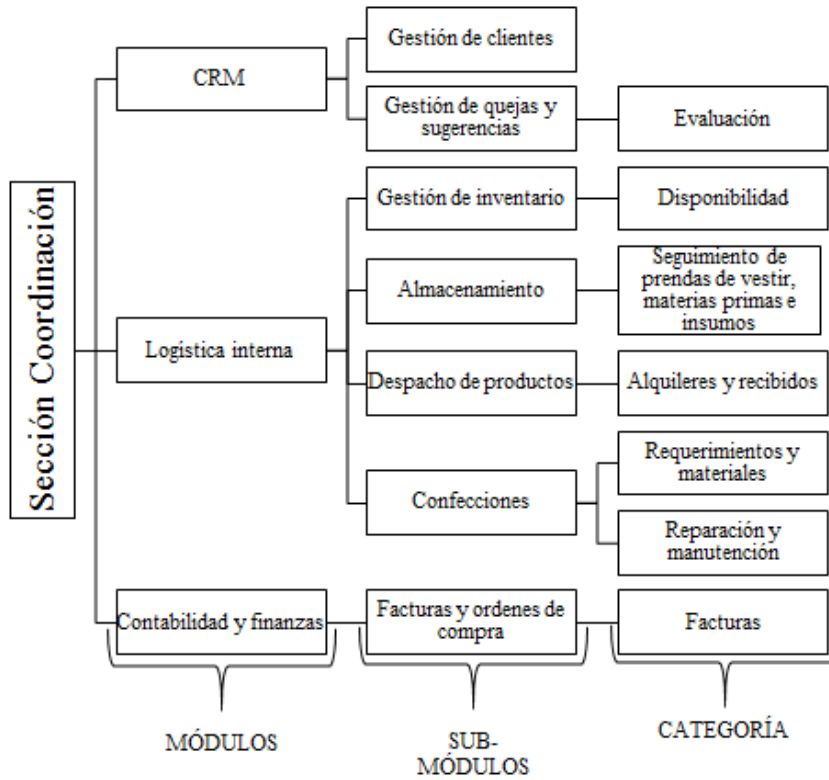 Sección Coordinación
CRM
Gestión de clientes
Gestión de quejas y
sugerencias
Evaluación
Logística interna
Gestión de inventario
Disponibilidad
Almacenamiento
Seguimiento de
prendas de vestir,
materias primas e
insumos
Despacho de productos
Alquileres y recibidos
Confecciones
Requerimientos y
materiales
Reparación y
manutención
Contabilidad y finanzas
Facturas y ordenes de
compra
Facturas
MÓDULOS
SUB-
MÓDULOS
CATEGORÍA